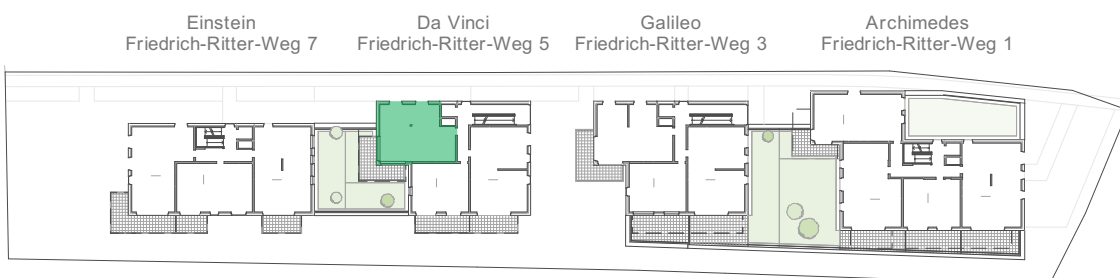 Einstein
Friedrich-Ritter-Weg 7
Da Vinci
Friedrich-Ritter-Weg 5
Galileo
Friedrich-Ritter-Weg 3
Archimedes
Friedrich-Ritter-Weg 1